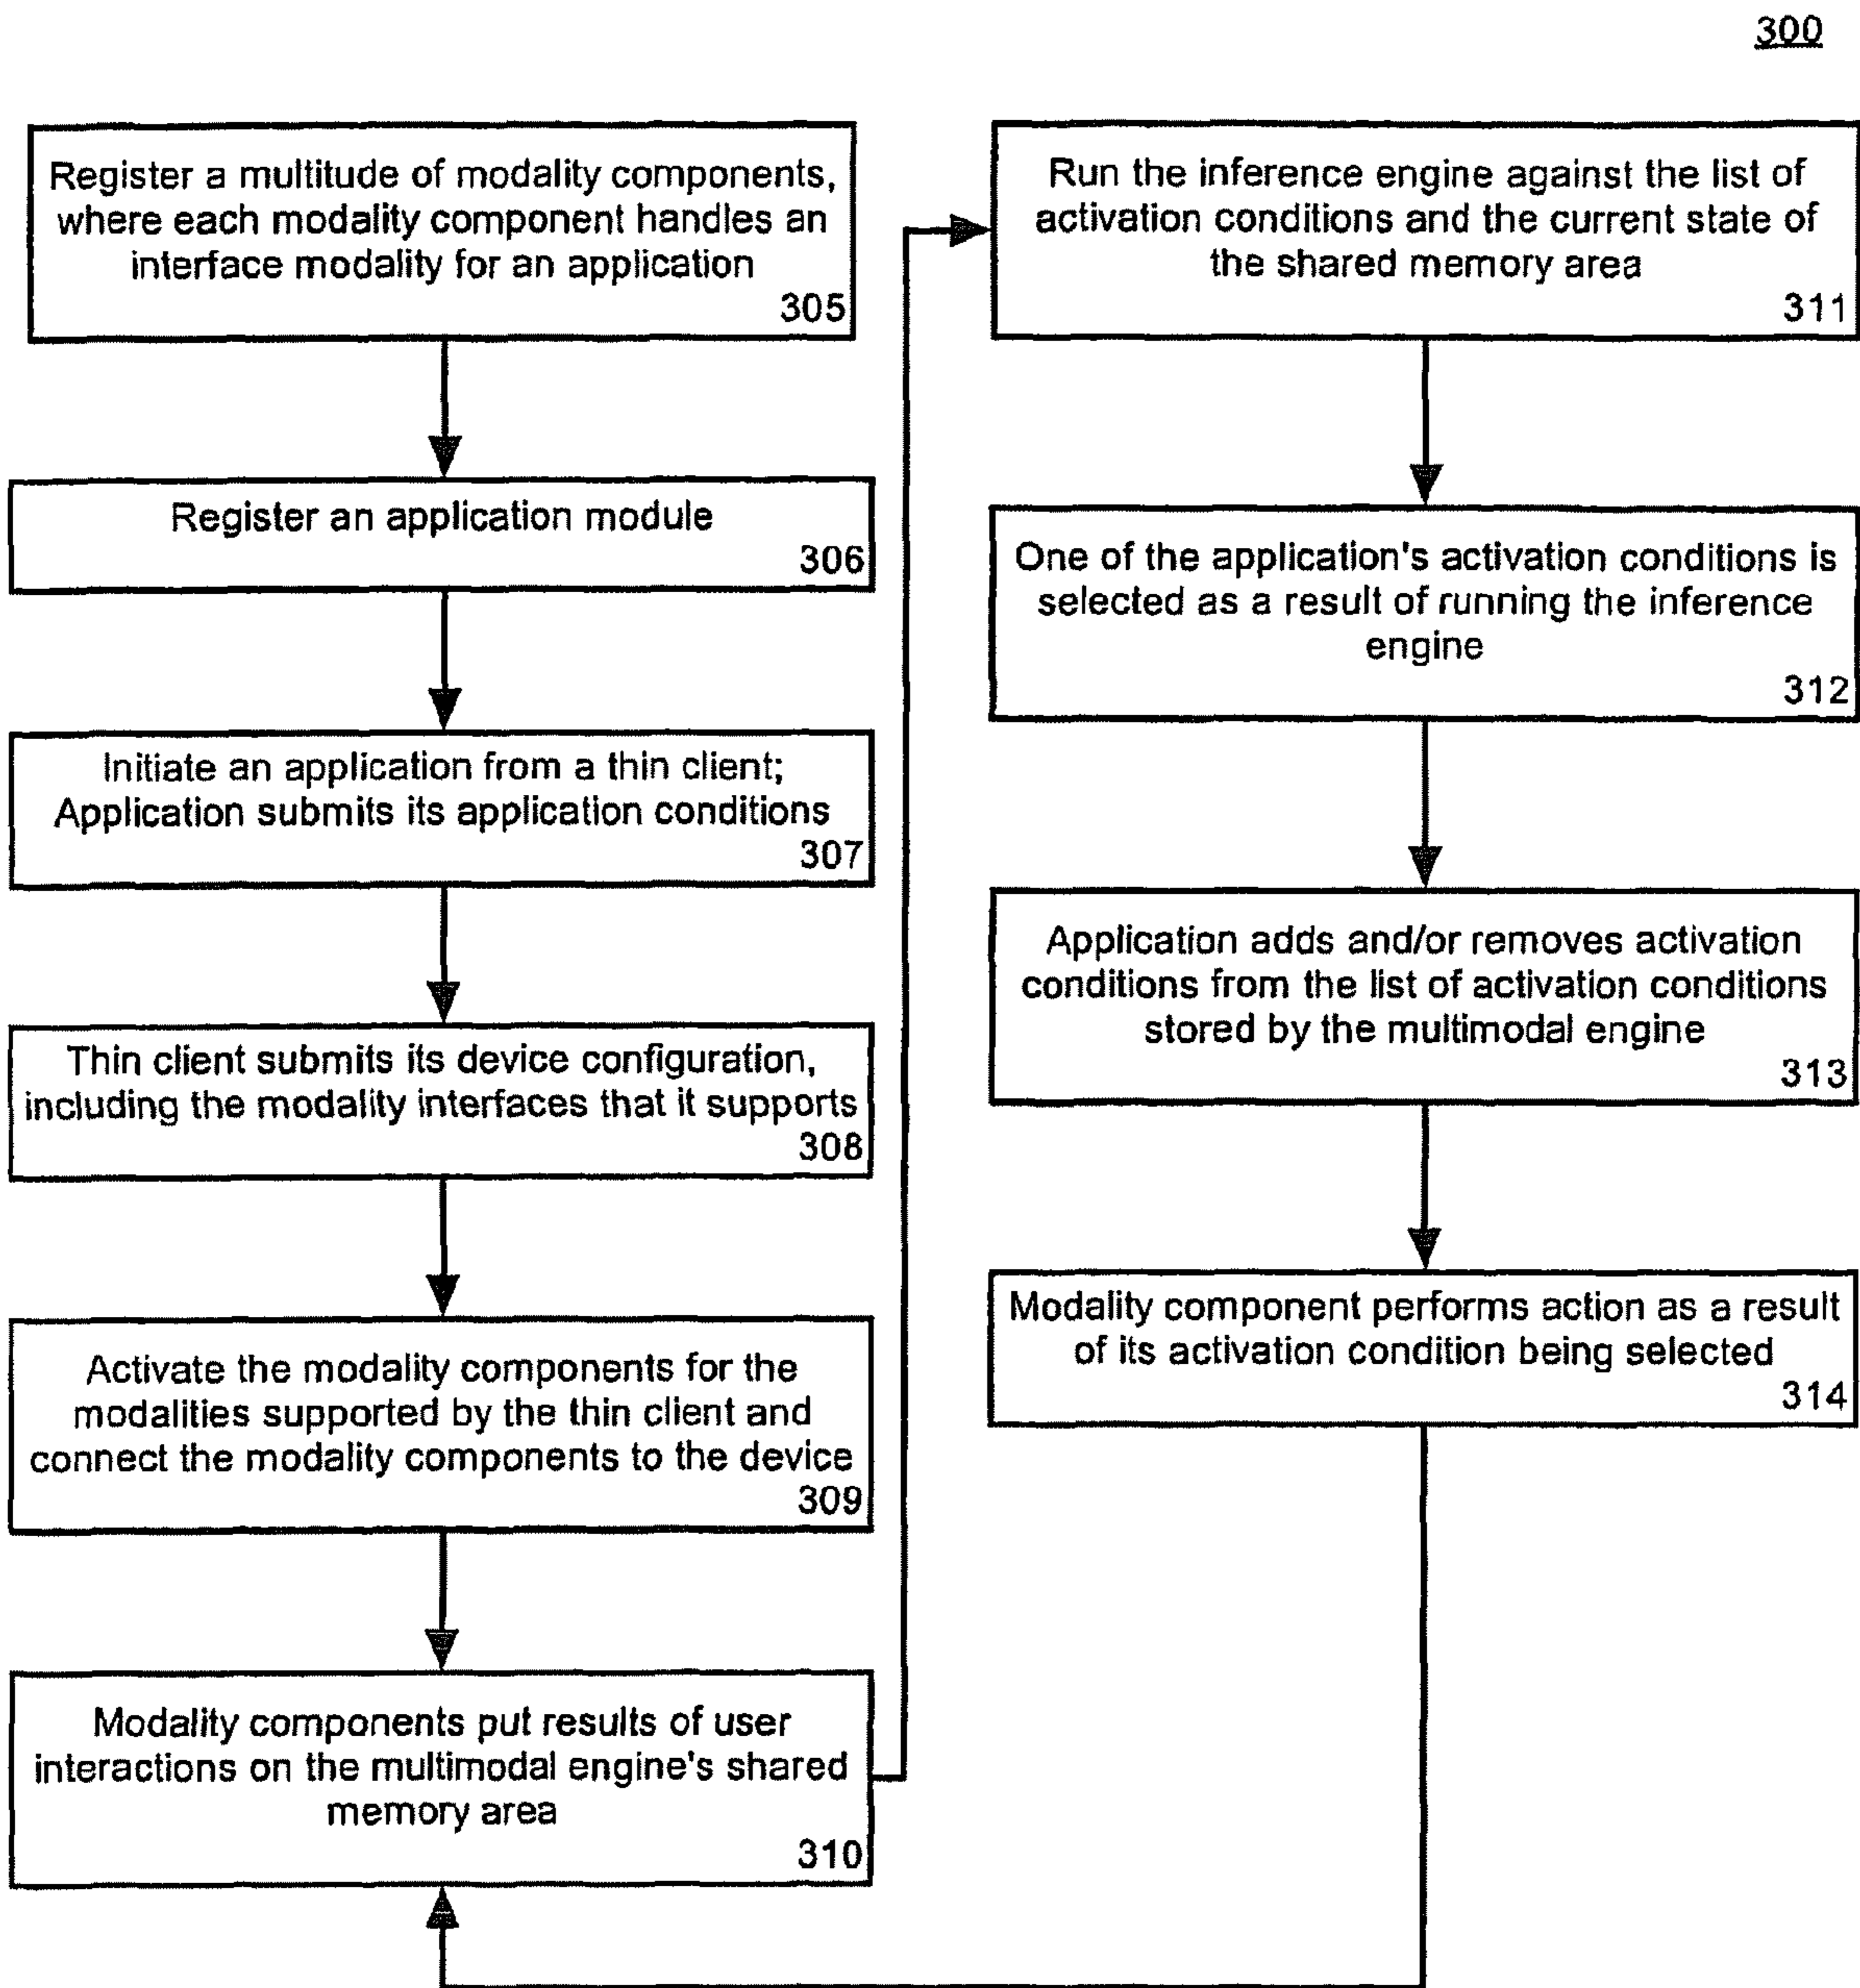 300
Register a multitude of modality components,
where each modality component handles an
interface modality for an application
305
Register an application module
306
Initiate an application from a thin client;
Application submits its application conditions
307
Thin client submits its device configuration,
including the modality interfaces that it supports
308
Activate the modality components for the
modalities supported by the thin client and
connect the modality components to the device
309
Modality components put results of user
interactions on the multimodal engine's shared
memory area
310
Run the inference engine against the list of
activation conditions and the current state of
the shared memory area
311
One of the application's activation conditions is
selected as a result of running the inference
engine
312
Application adds and/or removes activation
conditions from the list of activation conditions
stored by the multimodal engine
313
Modality component performs action as a result
of its activation condition being selected
314